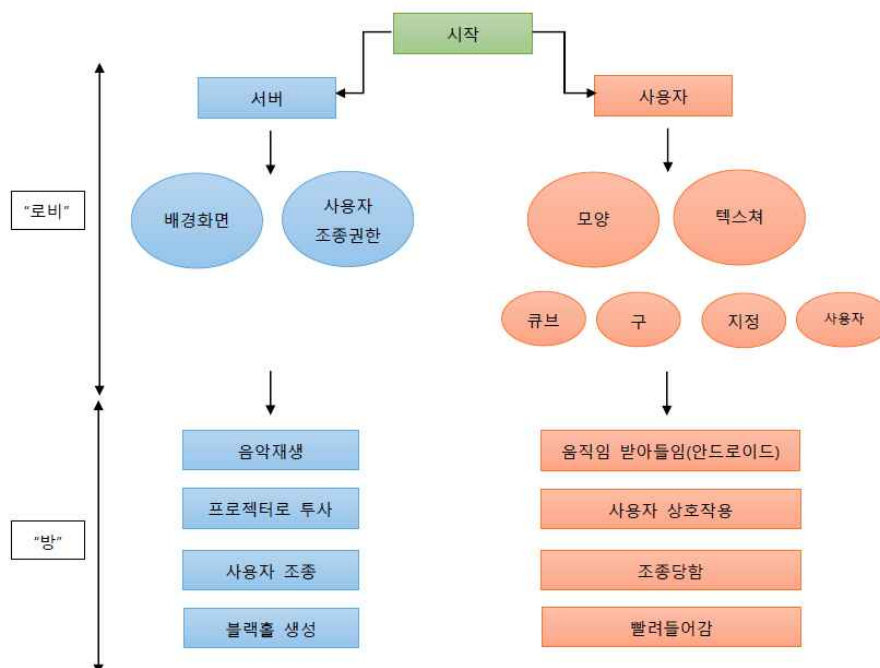 시작
서버
사용자
“로비”
배경화면
사용자
조종권한
모양
텍스쳐
큐브
구
지정
사용자
음악재생
움직임 받아들임(안드로이드)
프로젝터로 투사
사용자 상호작용
“방”
사용자 조종
조종당함
블랙홀 생성
빨려들어감